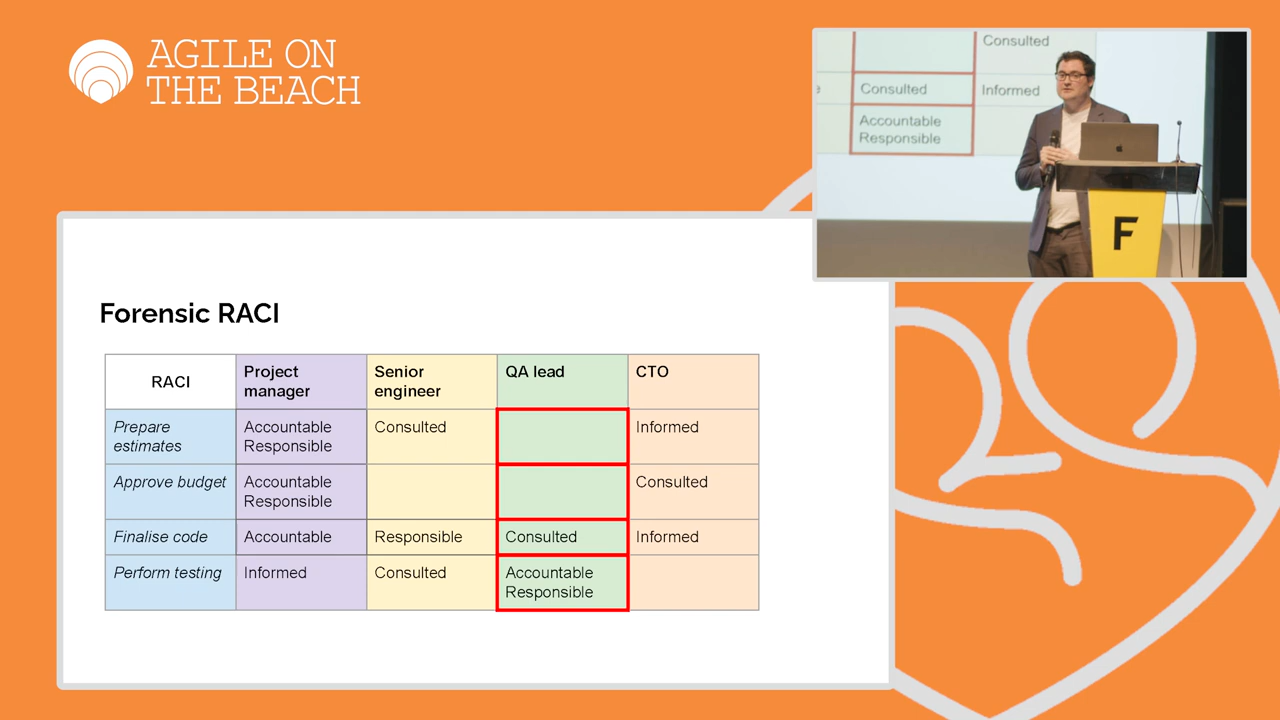 AGILE ON
THE BEACH
Consulted
Consulted
Informed
Accountable
Responsible
F
Forensic RACI
RACI
Project
manager
Senior
engineer
QA lead
CTO
Prepare
estimates
Accountable
Responsible
Consulted
Informed
Approve budget
Accountable
Responsible
Consulted
Finalise code
Accountable
Responsible
Consulted
Informed
Perform testing
Informed
Consulted
Accountable
Responsible